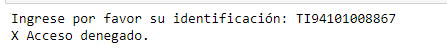 Ingrese por favor su identificación: TI94101008867
X Acceso denegado.